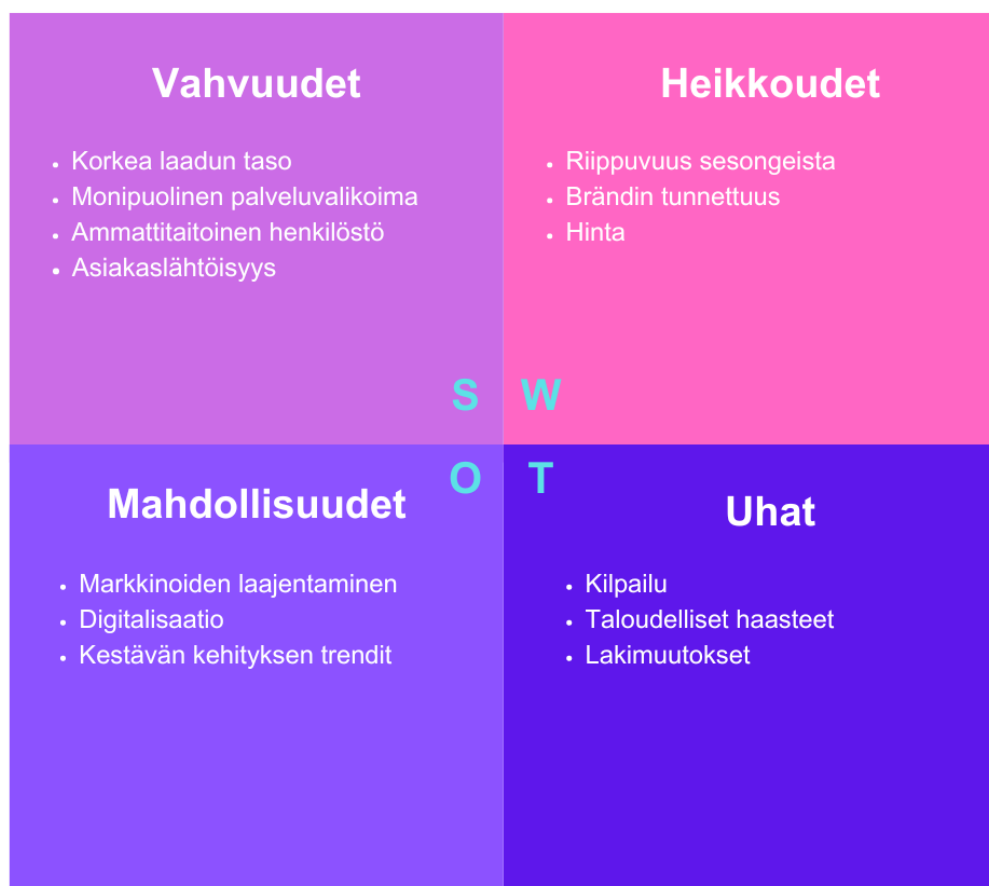 Vahvuudet
• Korkea laadun taso
• Monipuolinen palveluvalikoima
• Ammattitaitoinen henkilöstö
• Asiakaslähtöisyys
S
Heikkoudet
• Riippuvuus sesongeista
• Brändin tunnettuus
• Hinta
W
O
Mahdollisuudet
• Markkinoiden laajentaminen
• Digitalisaatio
• Kestävän kehityksen trendit
T
Uhat
• Kilpailu
• Taloudelliset haasteet
• Lakimuutokset